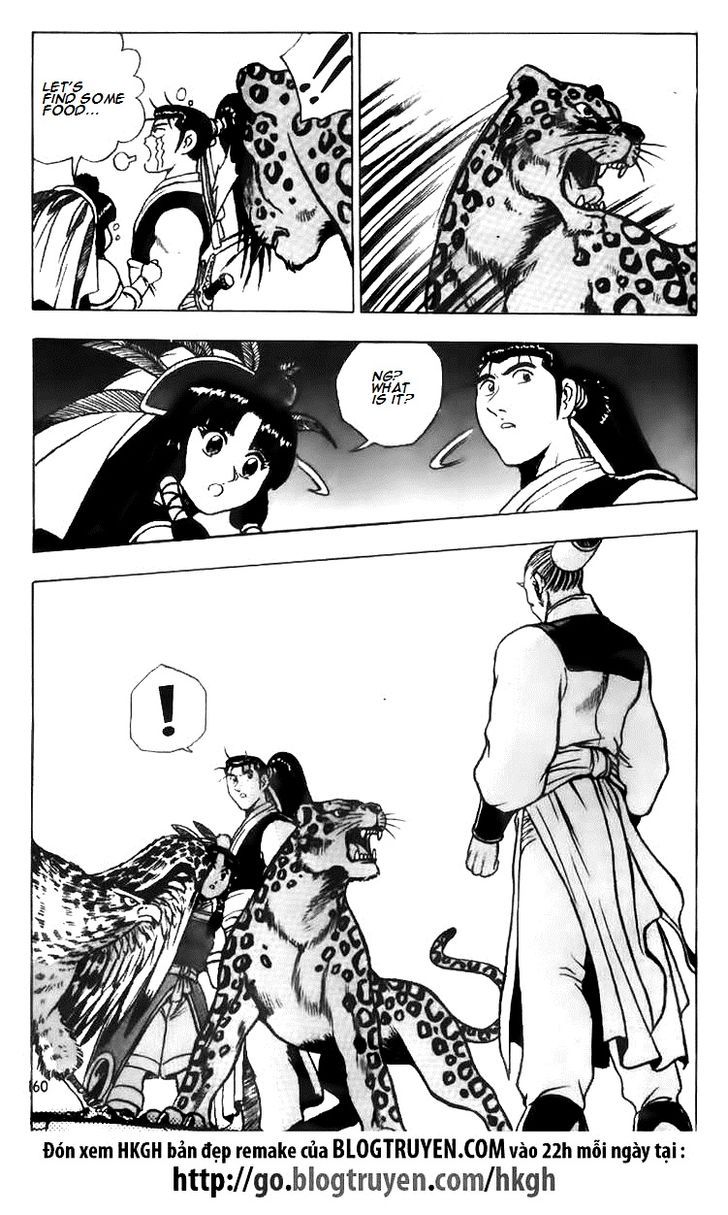 LET'S
FIND SOME
FOOD...
!
NG?
WHAT
IS IT?
!
60
Đón xem HKGH bản đẹp remake của BLOGTRUYEN.COM vào 22h mỗi ngày tại :
http://go.blogtruyen.com/hkgh